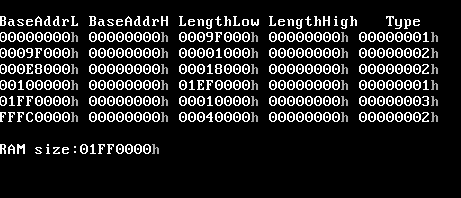 BaseAddrL BaseAddrH LengthLow LengthHigh Type
00000000h 00000000h 0009F000h 00000000h 00000001h
0009F000h 00000000h 00001000h 00000000h 00000002h
000E8000h 00000000h 00018000h 00000000h 00000002h
00100000h 00000000h 01EF0000h 00000000h 00000001h
01FF0000h 00000000h 00010000h 00000000h 00000003h
FFFC0000h 00000000h 00040000h 00000000h 00000002h
RAM size:01FF0000h